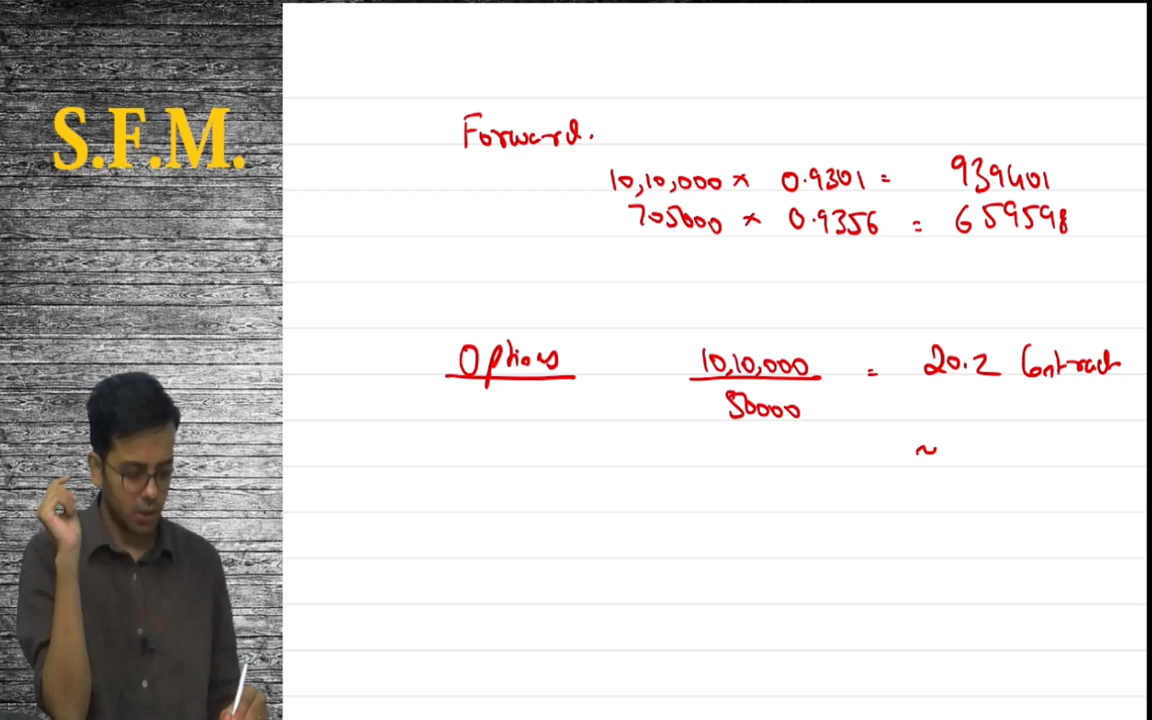 S.F.M.
Forward.
10,10,000 × 0.9301 = 939401
705000 × 0.9356 = 659598
Options 10,10,000 = 20.2 Contract
50000
≈